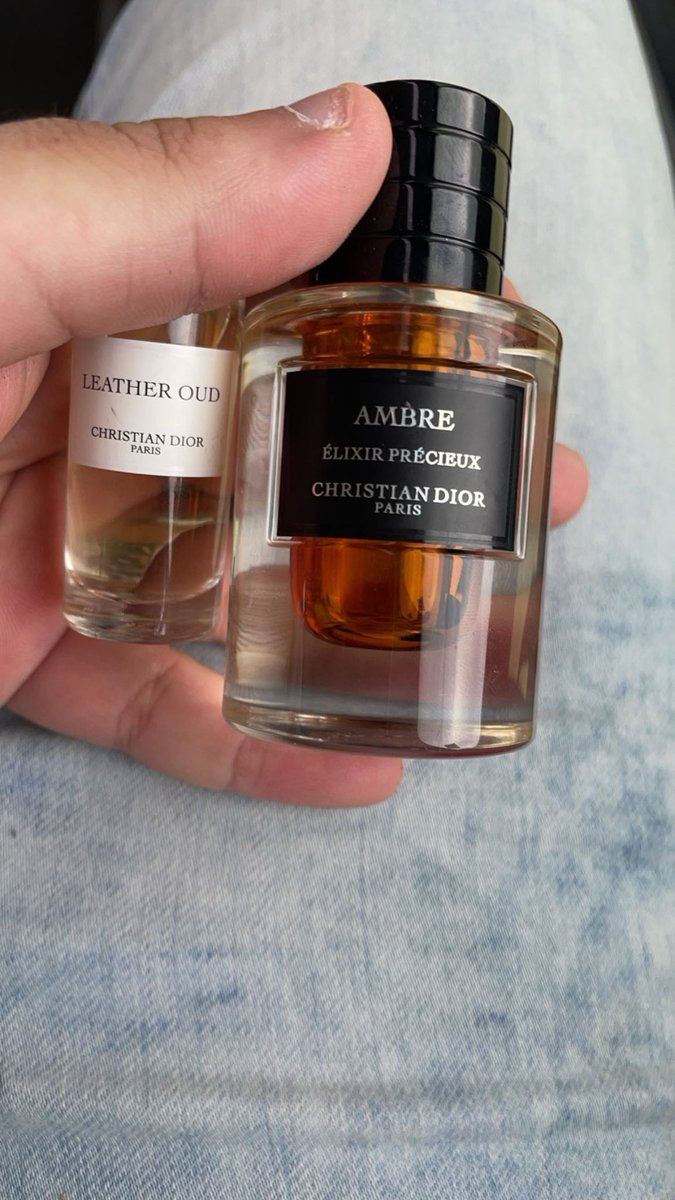 LEATHER OUD
CHRISTIAN DIOR
PARIS
AMBRE
ÉLIXIR PRÉCIEUX
CHRISTIAN DIOR
PARIS